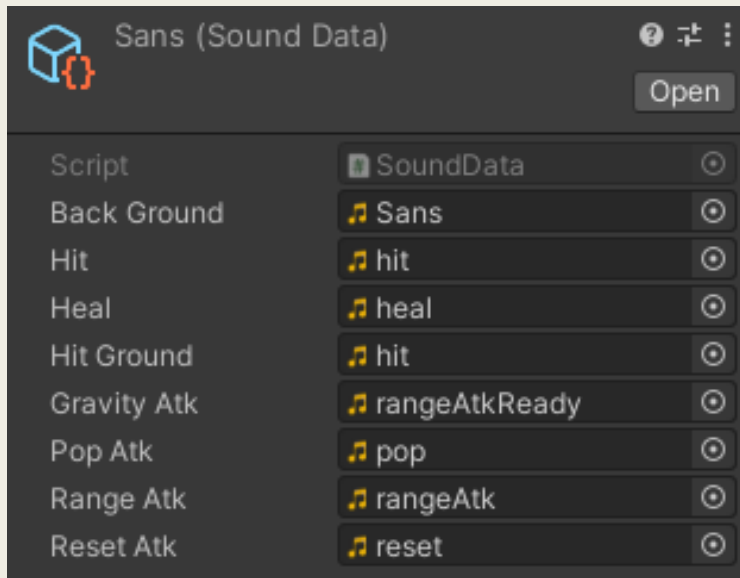 Sans (Sound Data)
Open
Script SoundData
Back Ground Sans
Hit hit
Heal heal
Hit Ground hit
Gravity Atk rangeAtkReady
Pop Atk pop
Range Atk rangeAtk
Reset Atk reset